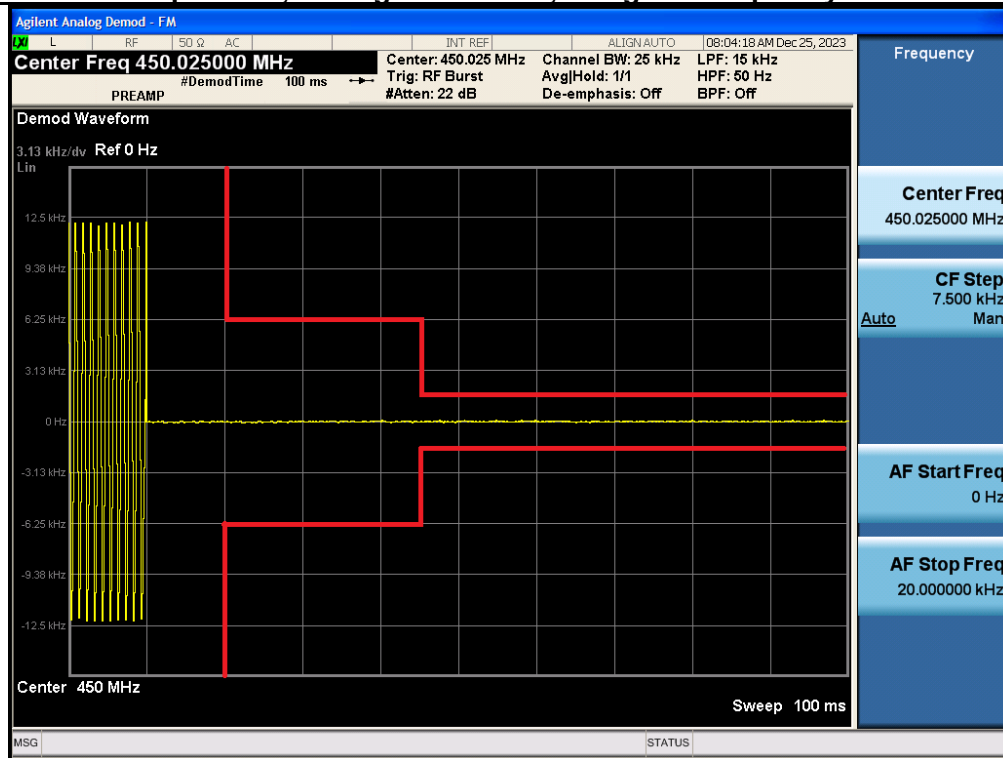 Agilent Analog Demod - FM
LXI L RF 50 Ω AC INT REF ALIGN AUTO 08:04:18 AM Dec 25, 2023
Center Freq 450.025000 MHz
#DemodTime 100 ms
PREAMP
Center: 450.025 MHz
Trig: RF Burst
#Atten: 22 dB
Channel BW: 25 kHz
Avg|Hold: 1/1
De-emphasis: Off
LPF: 15 kHz
HPF: 50 Hz
BPF: Off
Demod Waveform
3.13 kHz/dv Ref 0 Hz
Lin
12.5 kHz
9.38 kHz
6.25 kHz
3.13 kHz
0 Hz
-3.13 kHz
-6.25 kHz
-9.38 kHz
-12.5 kHz
Center 450 MHz
Sweep 100 ms
MSG STATUS
Frequency
Center Freq
450.025000 MHz
CF Step
7.500 kHz
Auto Man
AF Start Freq
0 Hz
AF Stop Freq
20.000000 kHz